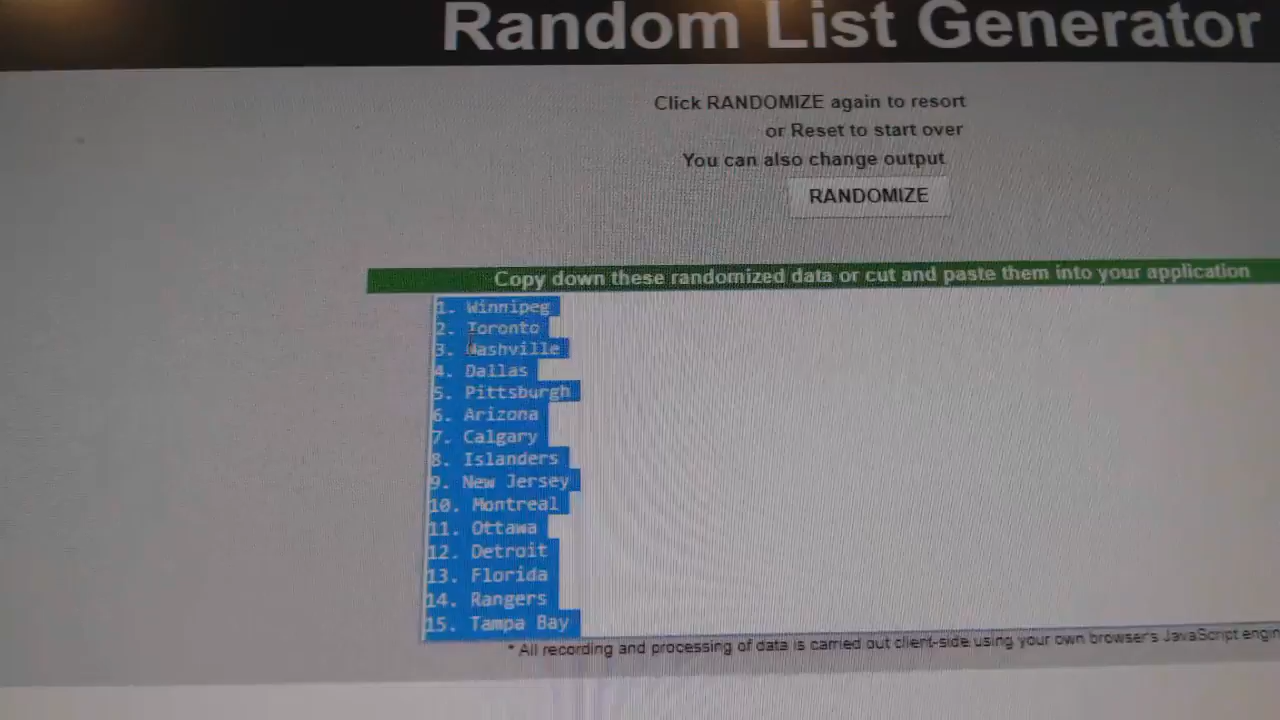 Random List Generator
Click RANDOMIZE again to resort
or Reset to start over
You can also change output
RANDOMIZE
Copy down these randomized data or cut and paste them into your application
1. Winnipeg
2. Toronto
3. Nashville
4. Dallas
5. Pittsburgh
6. Arizona
7. Calgary
8. Islanders
9. New Jersey
10. Montreal
11. Ottawa
12. Detroit
13. Florida
14. Rangers
15. Tampa Bay
* All recording and processing of data is carried out client-side using your own browser's JavaScript